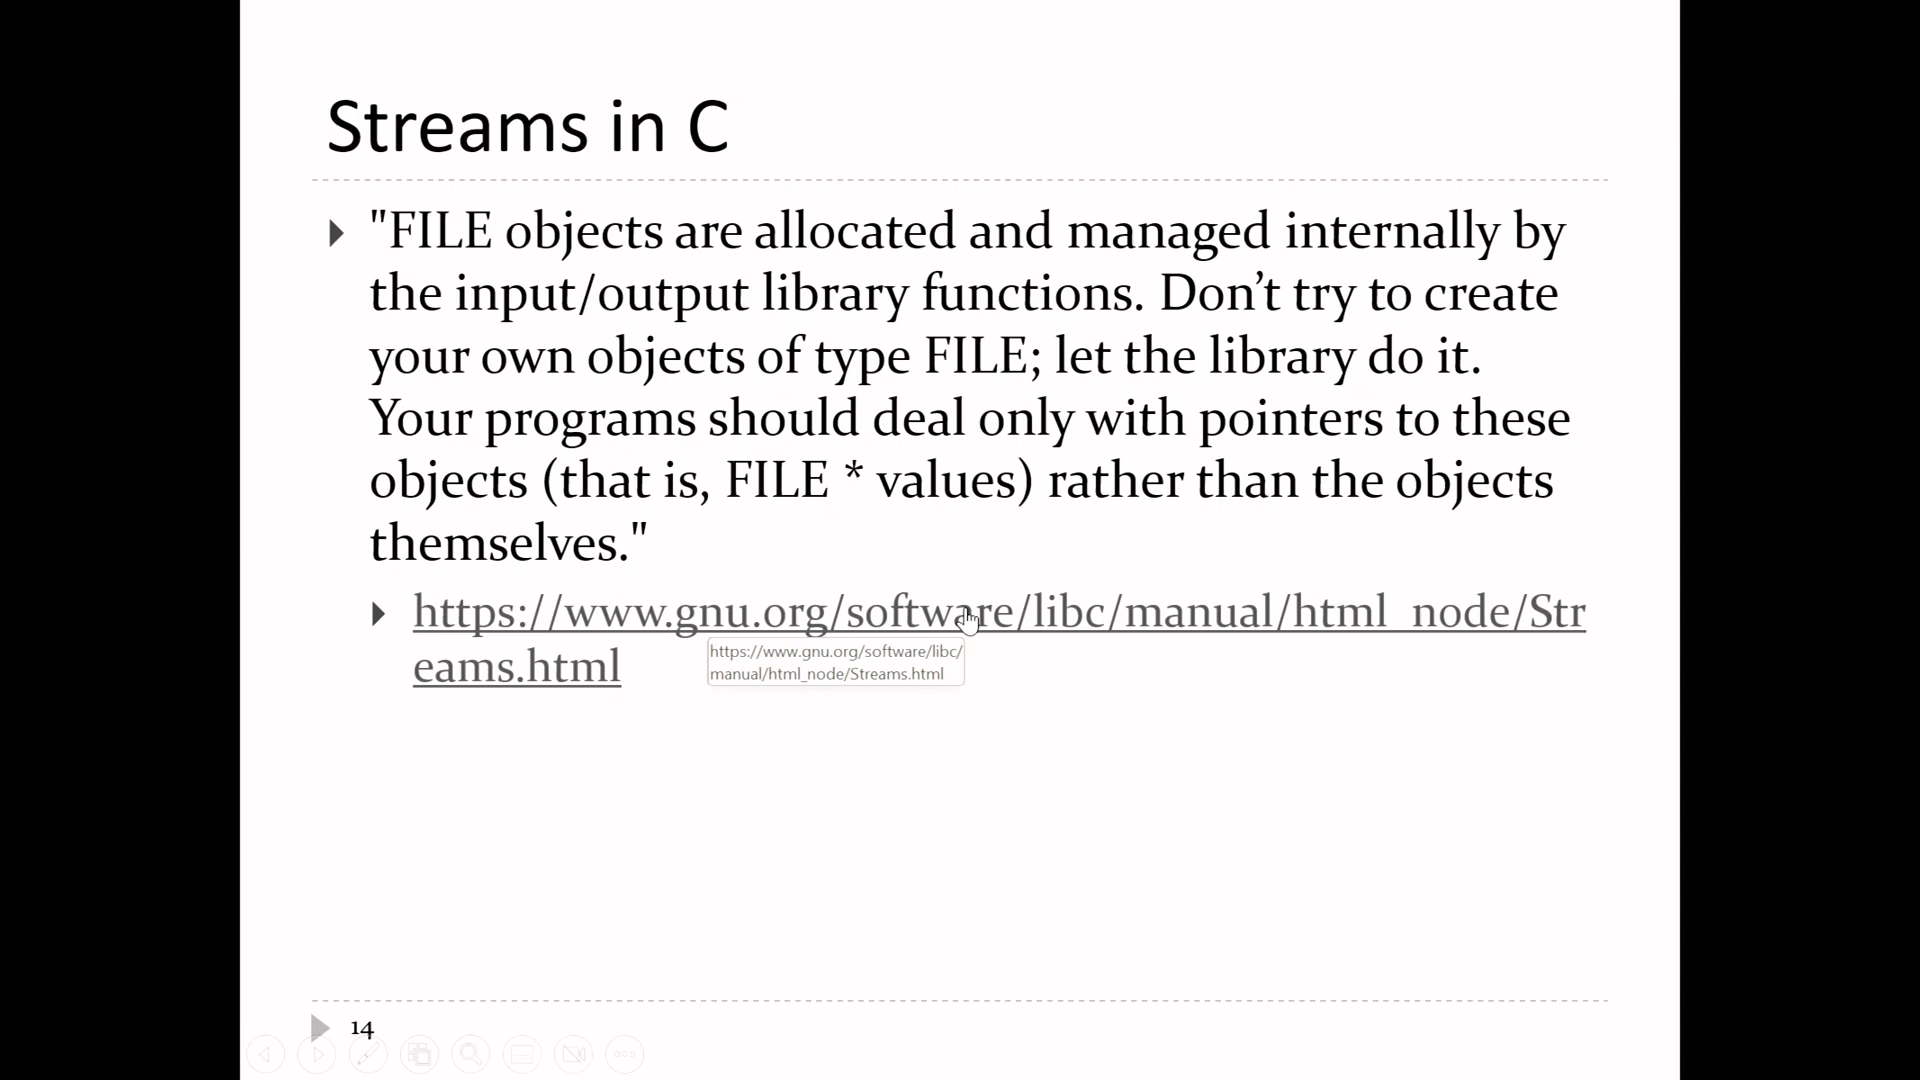 Streams in C
"FILE objects are allocated and managed internally by
the input/output library functions. Don’t try to create
your own objects of type FILE; let the library do it.
Your programs should deal only with pointers to these
objects (that is, FILE * values) rather than the objects
themselves."
https://www.gnu.org/software/libc/manual/html_node/Str
eams.html
https://www.gnu.org/software/libc/
manual/html_node/Streams.html
14